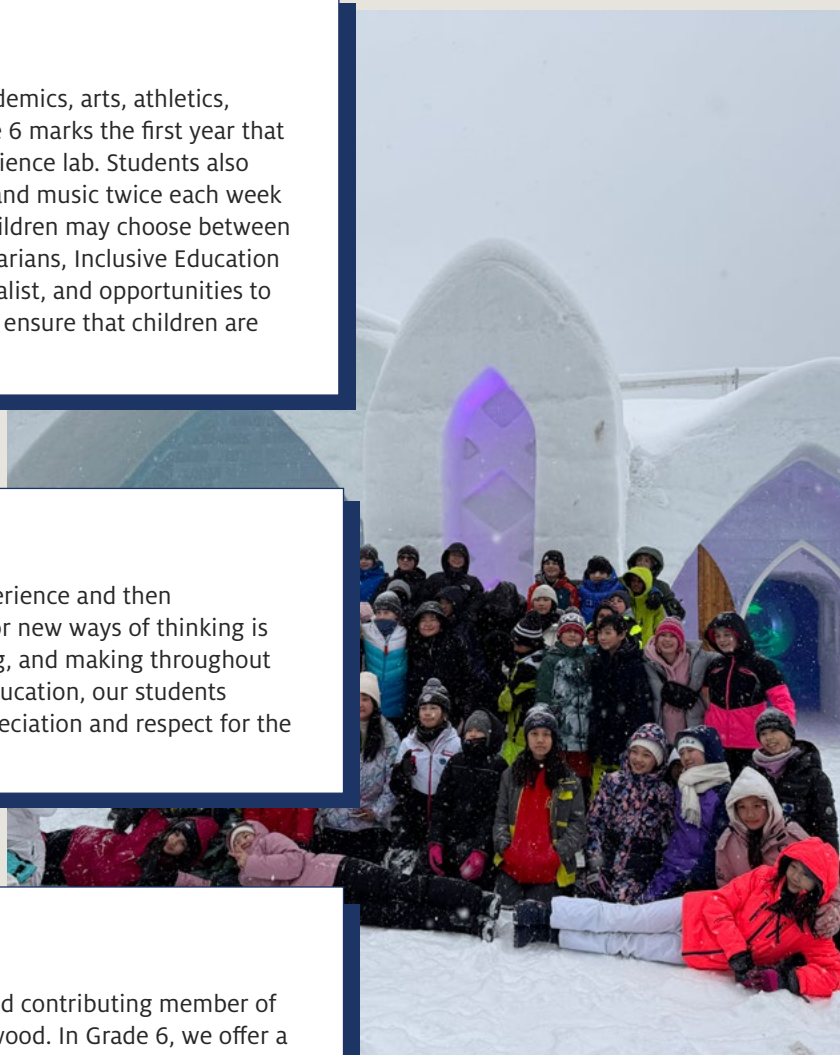 demics, arts, athletics,
e 6 marks the first year that
ience lab. Students also
and music twice each week
ildren may choose between
arians, Inclusive Education
alist, and opportunities to
ensure that children are
erience and then
or new ways of thinking is
g, and making throughout
ucation, our students
eciation and respect for the
d contributing member of
vood. In Grade 6, we offer a